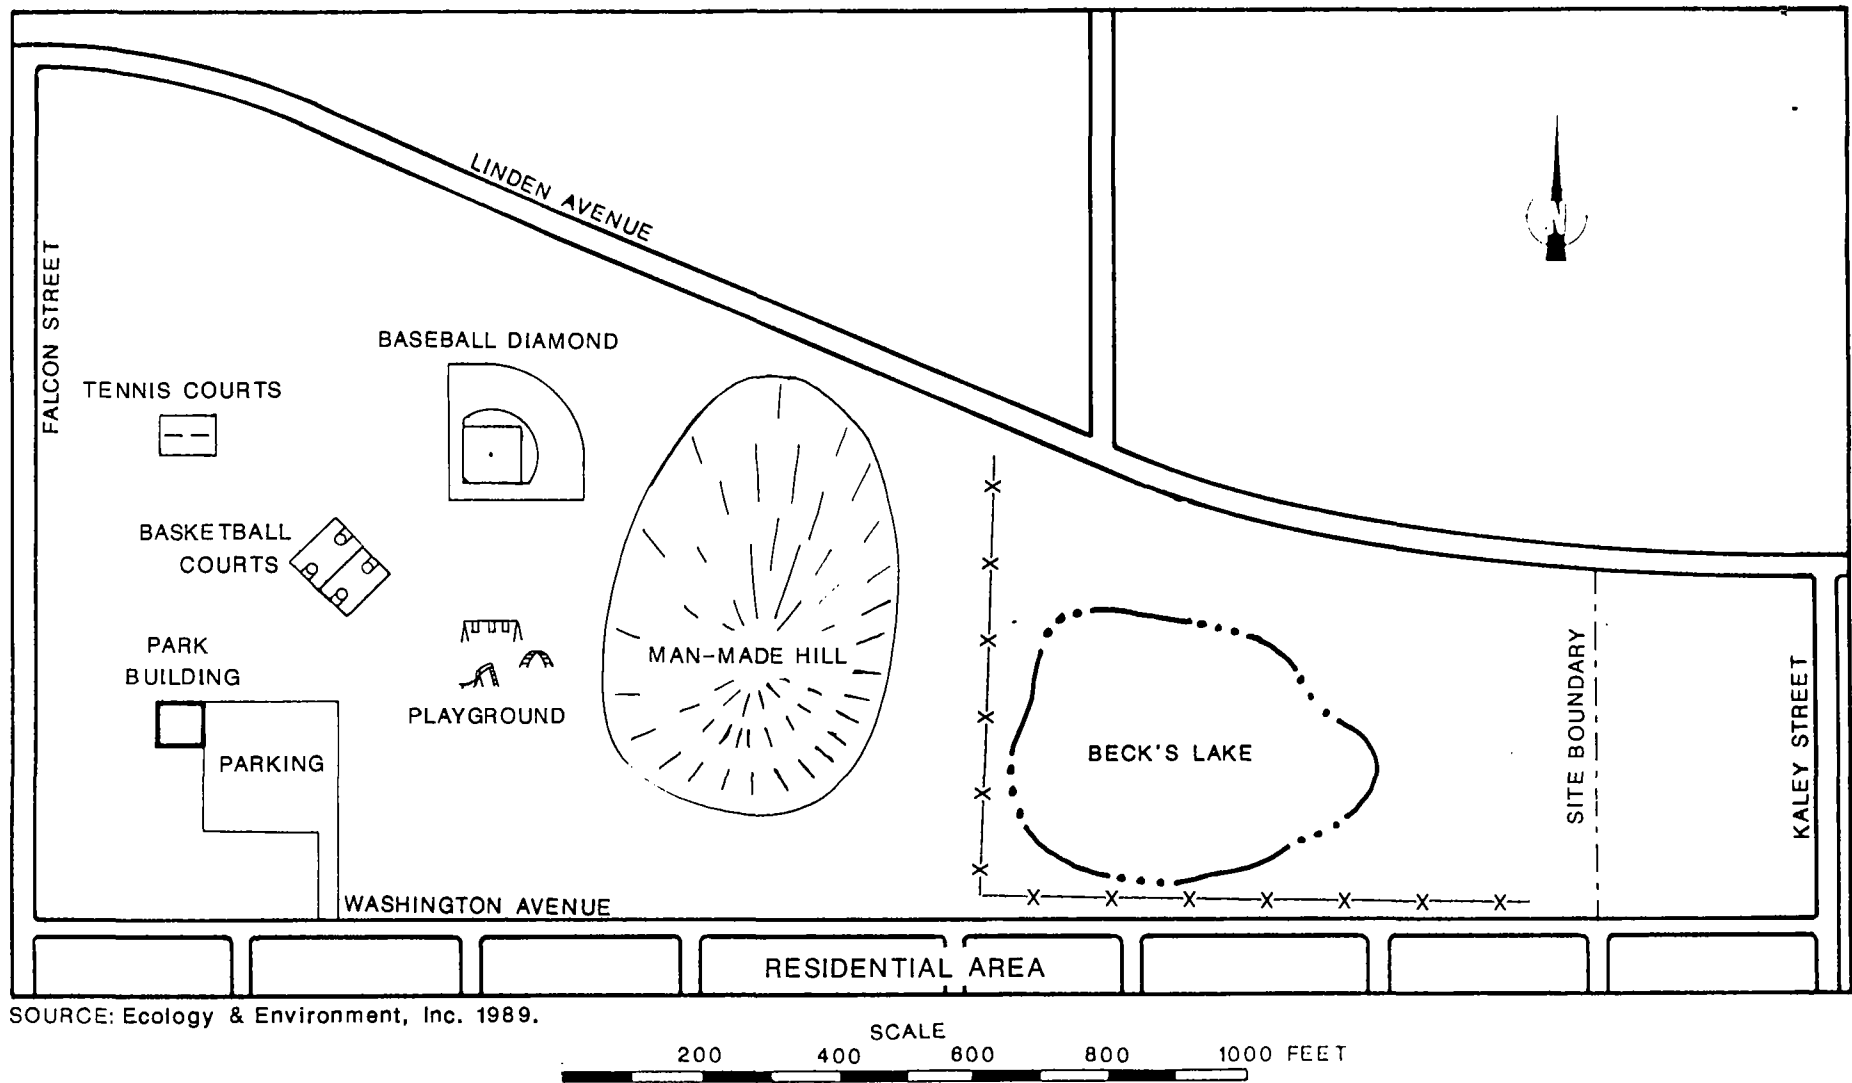 LINDEN AVENUE
FALCON STREET
BASEBALL DIAMOND
TENNIS COURTS
BASKETBALL
COURTS
PARK
BUILDING
MAN-MADE HILL
PLAYGROUND
PARKING
BECK'S LAKE
SITE BOUNDARY
KALEY STREET
WASHINGTON AVENUE
RESIDENTIAL AREA
SOURCE: Ecology & Environment, Inc. 1989.
SCALE
200 400 600 800 1000 FEET